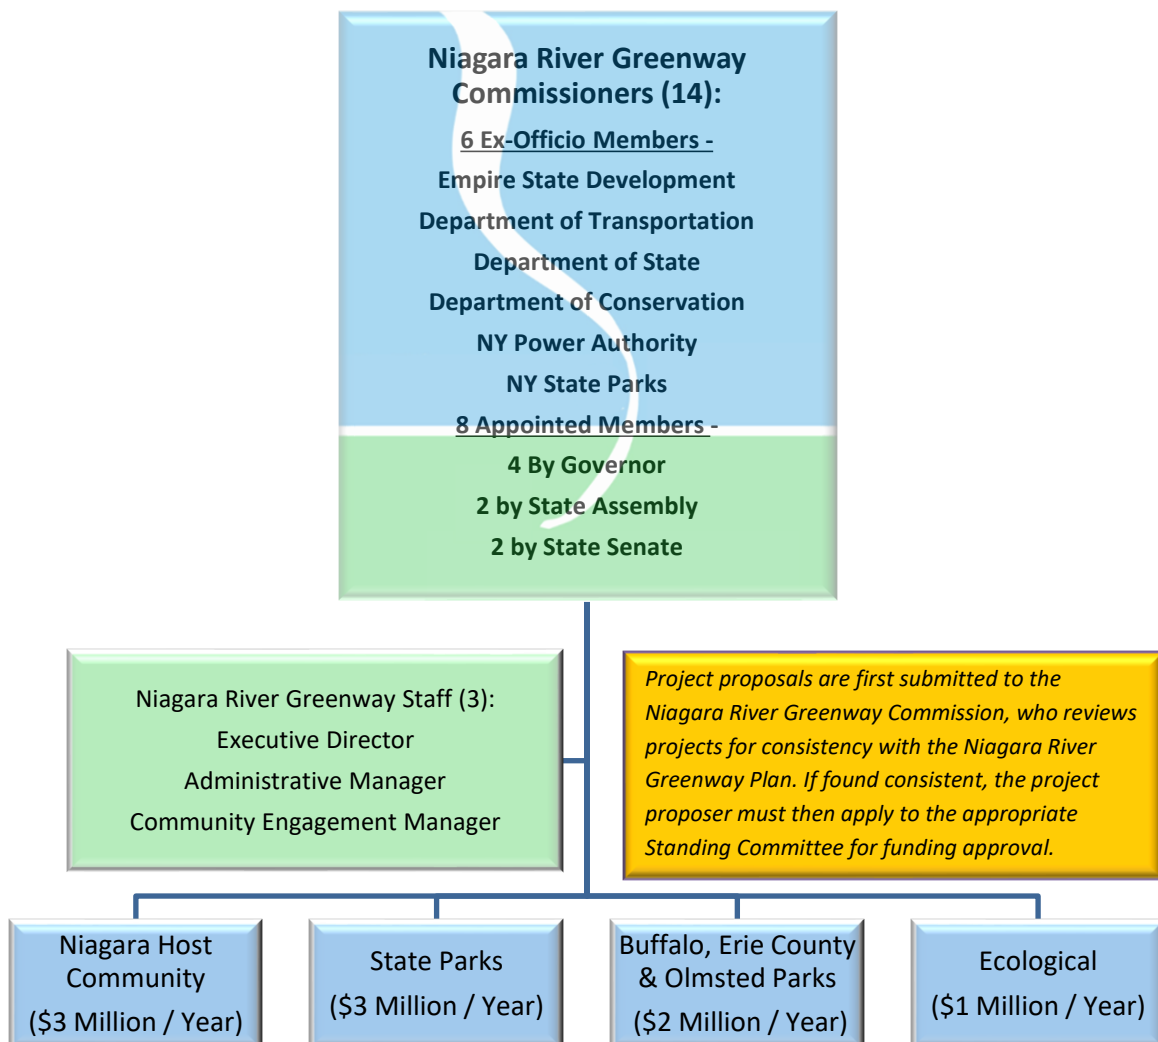 Niagara River Greenway
Commissioners (14):
6 Ex-Officio Members -
Empire State Development
Department of Transportation
Department of State
Department of Conservation
NY Power Authority
NY State Parks
8 Appointed Members -
4 By Governor
2 by State Assembly
2 by State Senate
Niagara River Greenway Staff (3):
Executive Director
Administrative Manager
Community Engagement Manager
Project proposals are first submitted to the
Niagara River Greenway Commission, who reviews
projects for consistency with the Niagara River
Greenway Plan. If found consistent, the project
proposer must then apply to the appropriate
Standing Committee for funding approval.
Niagara Host
Community
($3 Million / Year)
State Parks
($3 Million / Year)
Buffalo, Erie County
& Olmsted Parks
($2 Million / Year)
Ecological
($1 Million / Year)